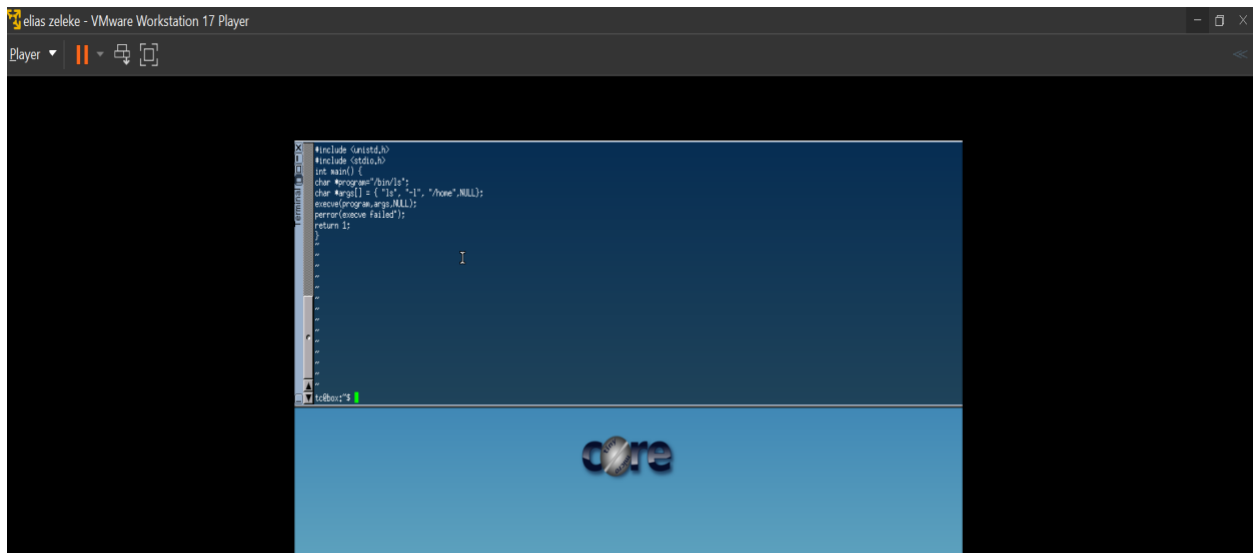 elias zeleke - VMware Workstation 17 Player
Player
Terminal
#include <unistd.h>
#include <stdio.h>
int main() {
char *program="/bin/ls";
char *args[] = { "ls", "-l", "/home",NULL};
execve(program,args,NULL);
perror(execve failed");
return 1;
}
~
~
~
~
~
~
~
~
~
~
~
~
~
~
tc@box:~$
core